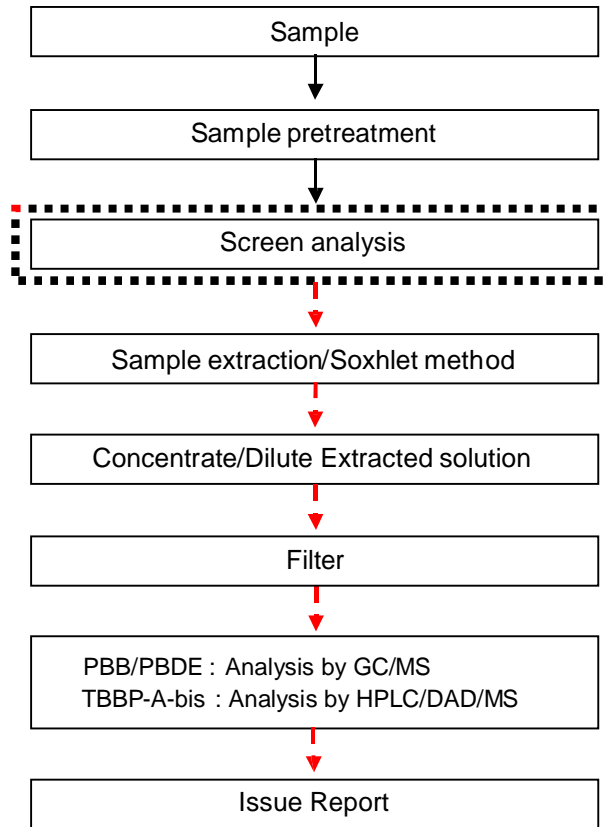 Sample
Sample pretreatment
Screen analysis
Sample extraction/Soxhlet method
Concentrate/Dilute Extracted solution
Filter
PBB/PBDE : Analysis by GC/MS
TBBP-A-bis : Analysis by HPLC/DAD/MS
Issue Report